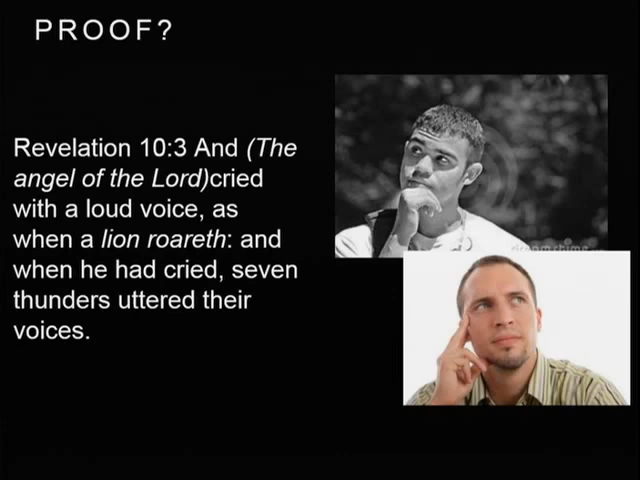 PROOF?
Revelation 10:3 And (The
angel of the Lord)cried
with a loud voice, as
when a lion roareth: and
when he had cried, seven
thunders uttered their
voices.
dreamstime